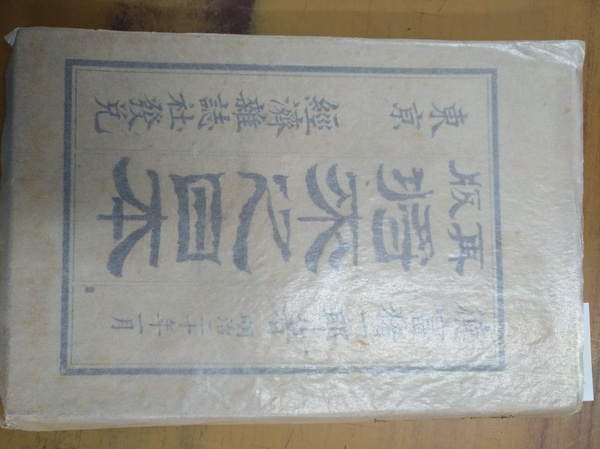 德富猪一郎著 明治二十年一月
再版 將來之日本
東京 經濟雜誌社發兌